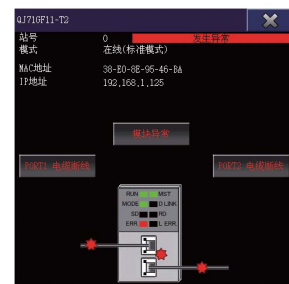 QJ71GF11-T2
站号 0 发生异常
模式 在线(标准模式)
MAC地址 38-E0-8E-95-46-BA
IP地址 192.168.1.125
模块异常
PORT1 电缆断线 PORT2 电缆断线
RUN MST
MODE D LINK
SD RD
ERR L ERR